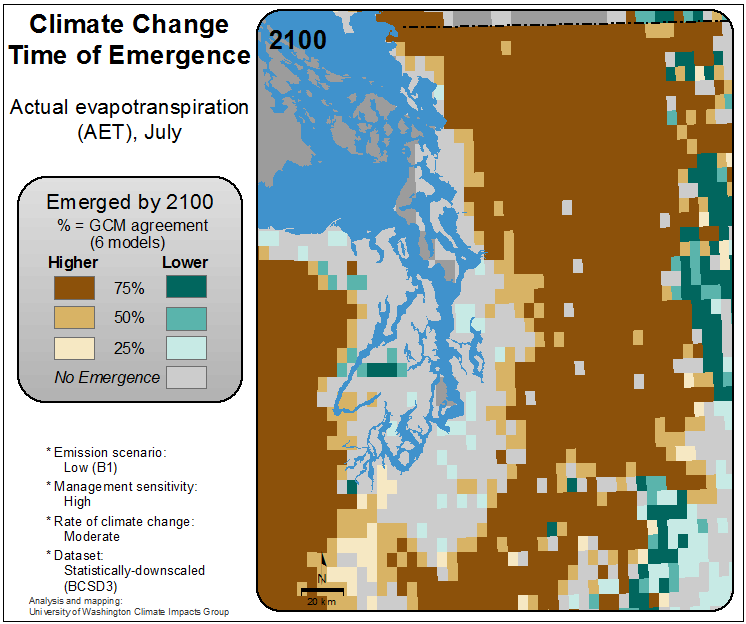 Climate Change
Time of Emergence
Actual evapotranspiration
(AET), July
Emerged by 2100
% = GCM agreement
(6 models)
Higher Lower
75%
50%
25%
No Emergence
* Emission scenario:
Low (B1)
* Management sensitivity:
High
* Rate of climate change:
Moderate
* Dataset:
Statistically-downscaled
(BCSD3)
Analysis and mapping:
University of Washington Climate Impacts Group
2100
N
20 km